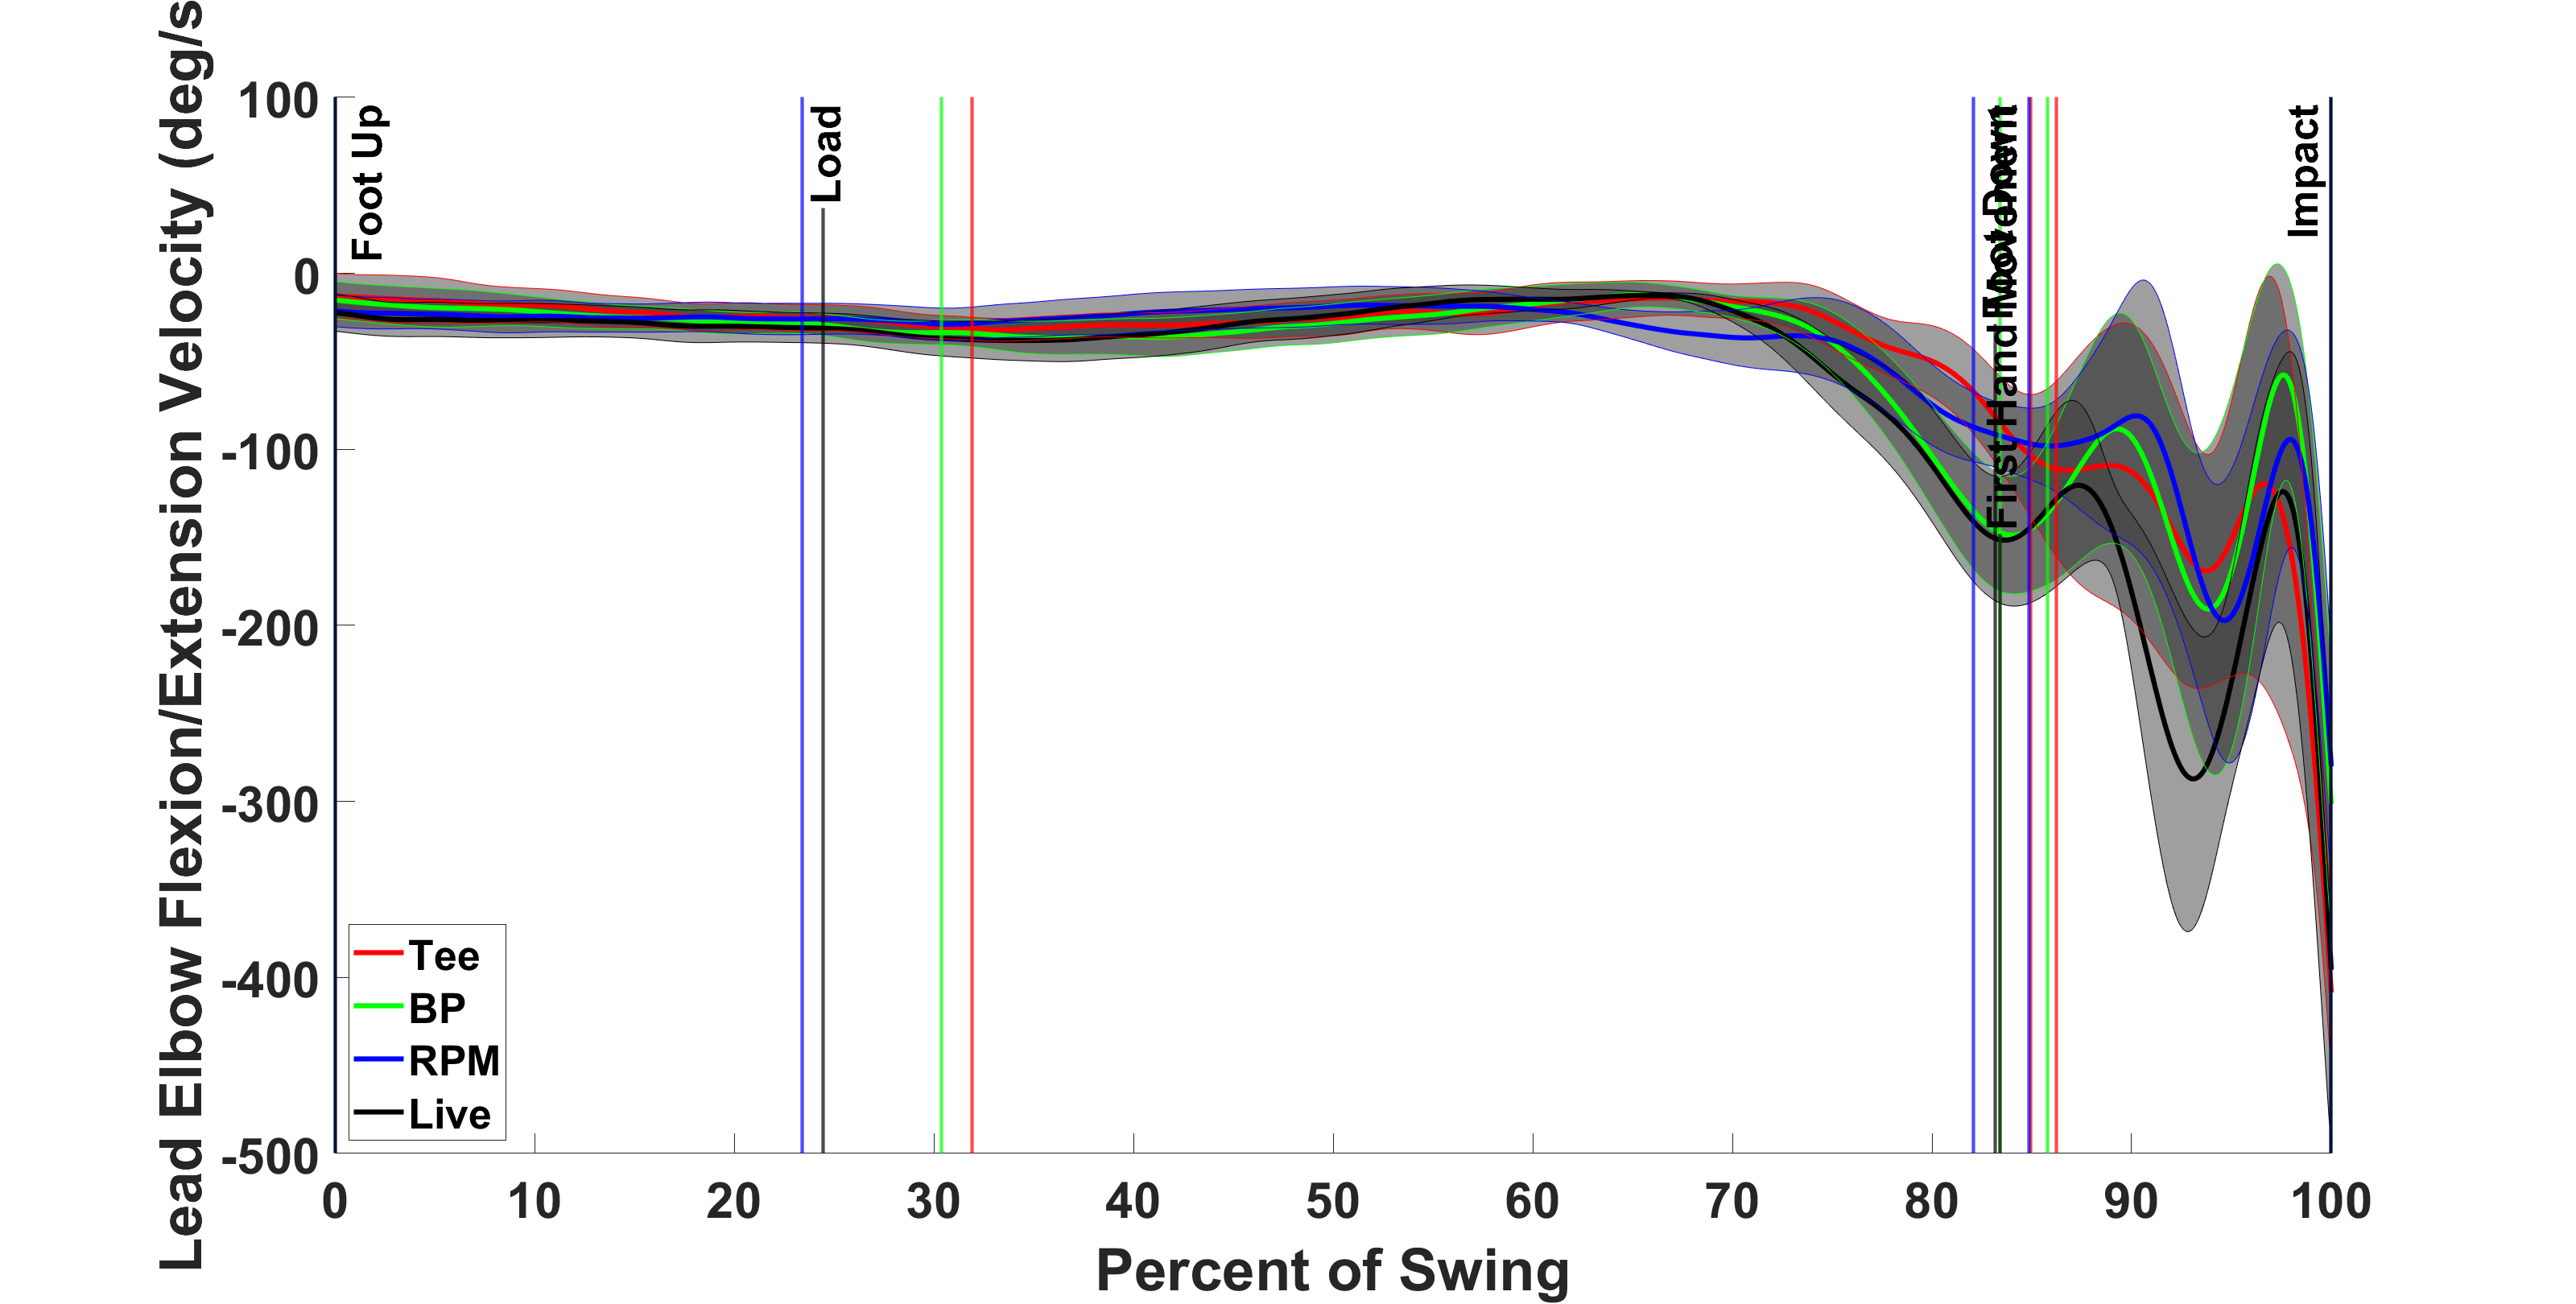 Lead Elbow Flexion/Extension Velocity (deg/s
100
0
-100
-200
-300
-400
-500
Foot Up
Load
Foot Down
First Hand Movement
Impact
Tee
BP
RPM
Live
0 10 20 30 40 50 60 70 80 90 100
Percent of Swing